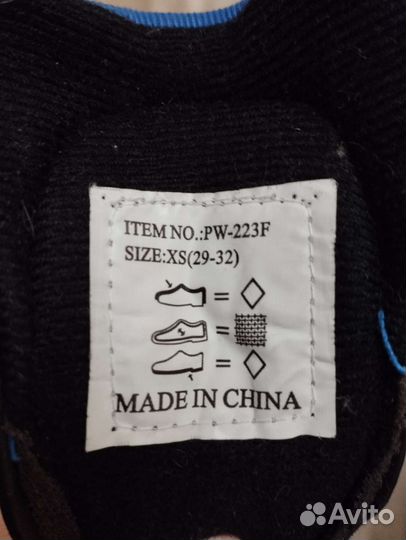 ITEM NO.:PW-223F
SIZE:XS(29-32)
=
=
=
MADE IN CHINA
Avito